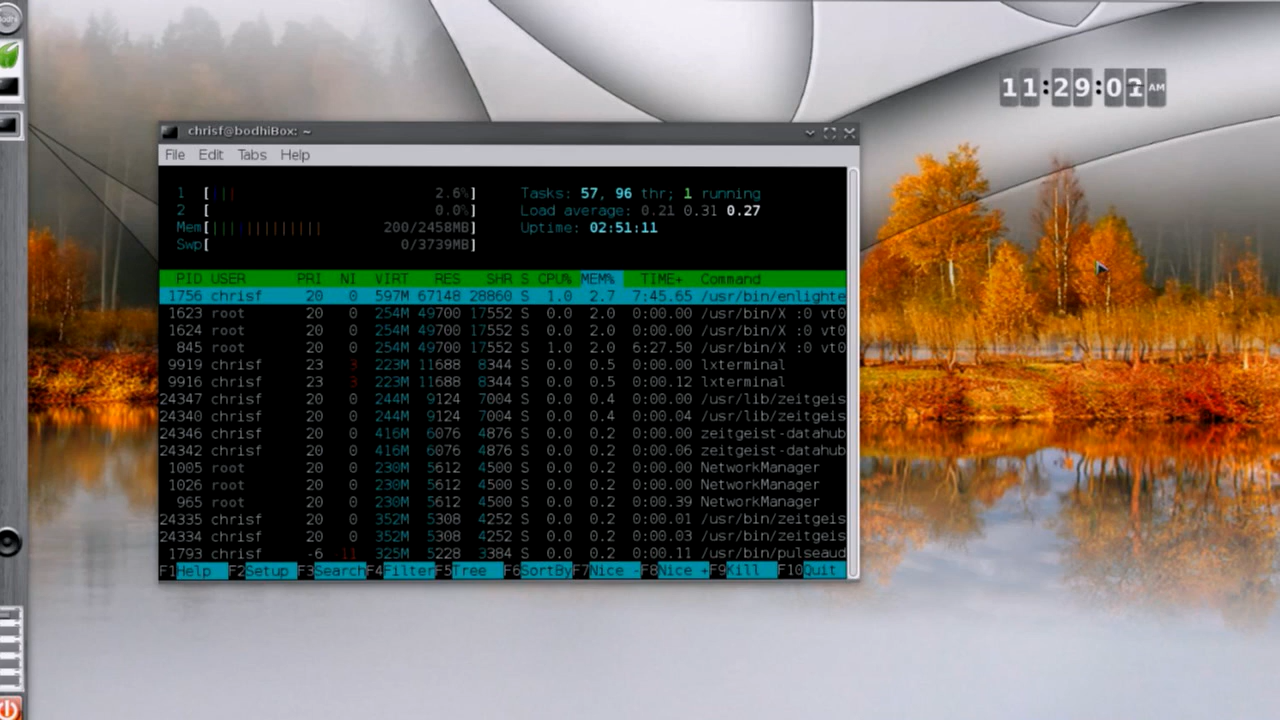 11:29:0 AM
chrisf@bodhiBox: ~
File Edit Tabs Help
1 [||| 2.6%]
2 [ 0.0%]
Mem[||||||||||||| 200/2458MB]
Swp[ 0/3739MB]
Tasks: 57, 96 thr; 1 running
Load average: 0.21 0.31 0.27
Uptime: 02:51:11
PID USER PRI NI VIRT RES SHR S CPU% MEM% TIME+ Command
1756 chrisf 20 0 597M 67148 28860 S 1.0 2.7 7:45.65 /usr/bin/enlighte
1623 root 20 0 254M 49700 17552 S 0.0 2.0 0:00.00 /usr/bin/X :0 vt0
1624 root 20 0 254M 49700 17552 S 0.0 2.0 0:00.00 /usr/bin/X :0 vt0
845 root 20 0 254M 49700 17552 S 1.0 2.0 6:27.50 /usr/bin/X :0 vt0
9919 chrisf 23 3 223M 11688 8344 S 0.0 0.5 0:00.00 lxterminal
9916 chrisf 23 3 223M 11688 8344 S 0.0 0.5 0:00.12 lxterminal
24347 chrisf 20 0 244M 9124 7004 S 0.0 0.4 0:00.00 /usr/lib/zeitgeis
24340 chrisf 20 0 244M 9124 7004 S 0.0 0.4 0:00.04 /usr/lib/zeitgeis
24346 chrisf 20 0 416M 6076 4876 S 0.0 0.2 0:00.00 zeitgeist-datahub
24342 chrisf 20 0 416M 6076 4876 S 0.0 0.2 0:00.06 zeitgeist-datahub
1005 root 20 0 230M 5612 4500 S 0.0 0.2 0:00.00 NetworkManager
1026 root 20 0 230M 5612 4500 S 0.0 0.2 0:00.00 NetworkManager
965 root 20 0 230M 5612 4500 S 0.0 0.2 0:00.39 NetworkManager
24335 chrisf 20 0 352M 5308 4252 S 0.0 0.2 0:00.01 /usr/bin/zeitgeis
24334 chrisf 20 0 352M 5308 4252 S 0.0 0.2 0:00.03 /usr/bin/zeitgeis
1793 chrisf -6 -11 325M 5228 3384 S 0.0 0.2 0:00.11 /usr/bin/pulseaud
F1Help F2Setup F3SearchF4FilterF5Tree F6SortByF7Nice -F8Nice +F9Kill F10Quit